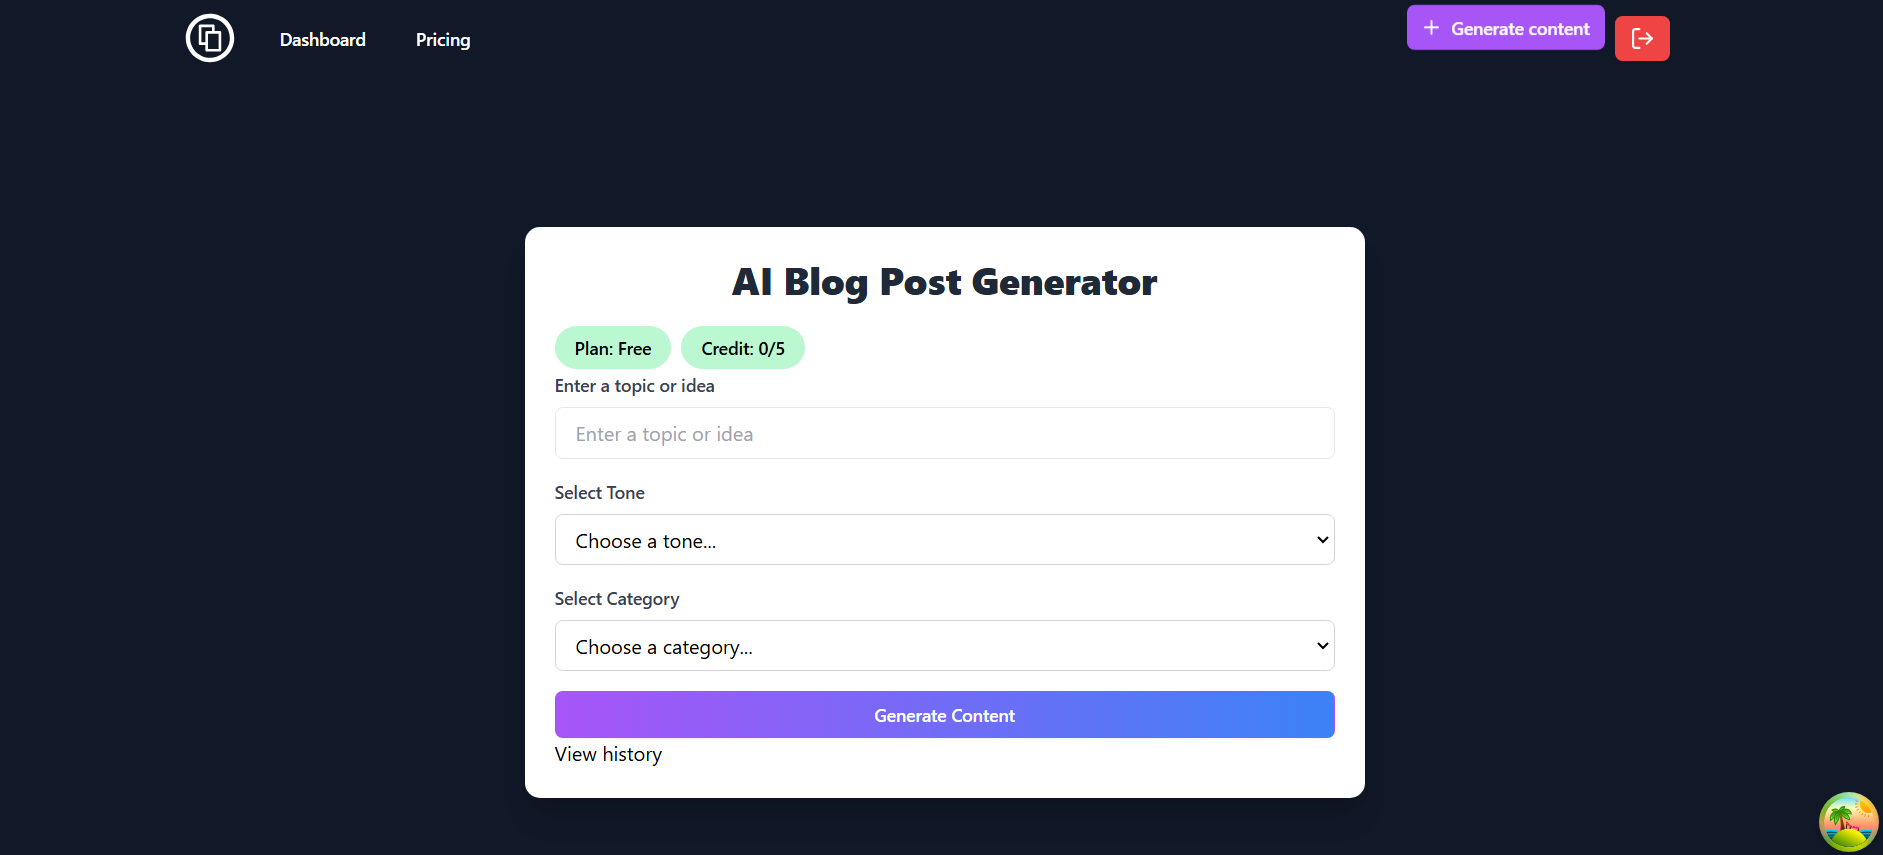 Dashboard Pricing Generate content
AI Blog Post Generator
Plan: Free Credit: 0/5
Enter a topic or idea
Enter a topic or idea
Select Tone
Choose a tone...
Select Category
Choose a category...
Generate Content
View history